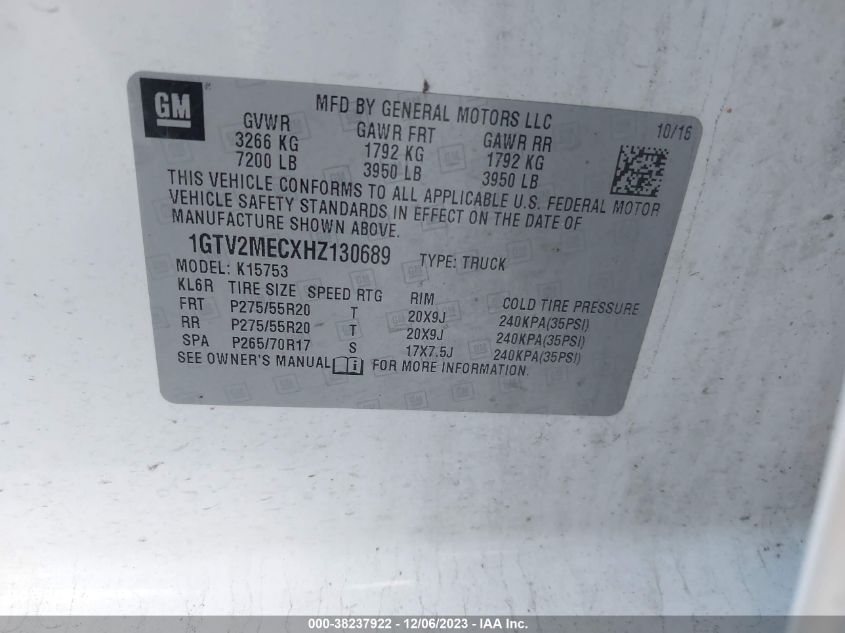 GM
MFD BY GENERAL MOTORS LLC
10/16
GVWR GAWR FRT GAWR RR
3266 KG 1792 KG 1792 KG
7200 LB 3950 LB 3950 LB
THIS VEHICLE CONFORMS TO ALL APPLICABLE U.S. FEDERAL MOTOR
VEHICLE SAFETY STANDARDS IN EFFECT ON THE DATE OF
MANUFACTURE SHOWN ABOVE.
1GTV2MECXHZ130689 TYPE: TRUCK
MODEL: K15753
KL6R TIRE SIZE SPEED RTG RIM COLD TIRE PRESSURE
FRT P275/55R20 T 20X9J 240KPA(35PSI)
RR P275/55R20 T 20X9J 240KPA(35PSI)
SPA P265/70R17 S 17X7.5J 240KPA(35PSI)
SEE OWNER'S MANUAL FOR MORE INFORMATION.
000-38237922 - 12/06/2023 - IAA Inc.